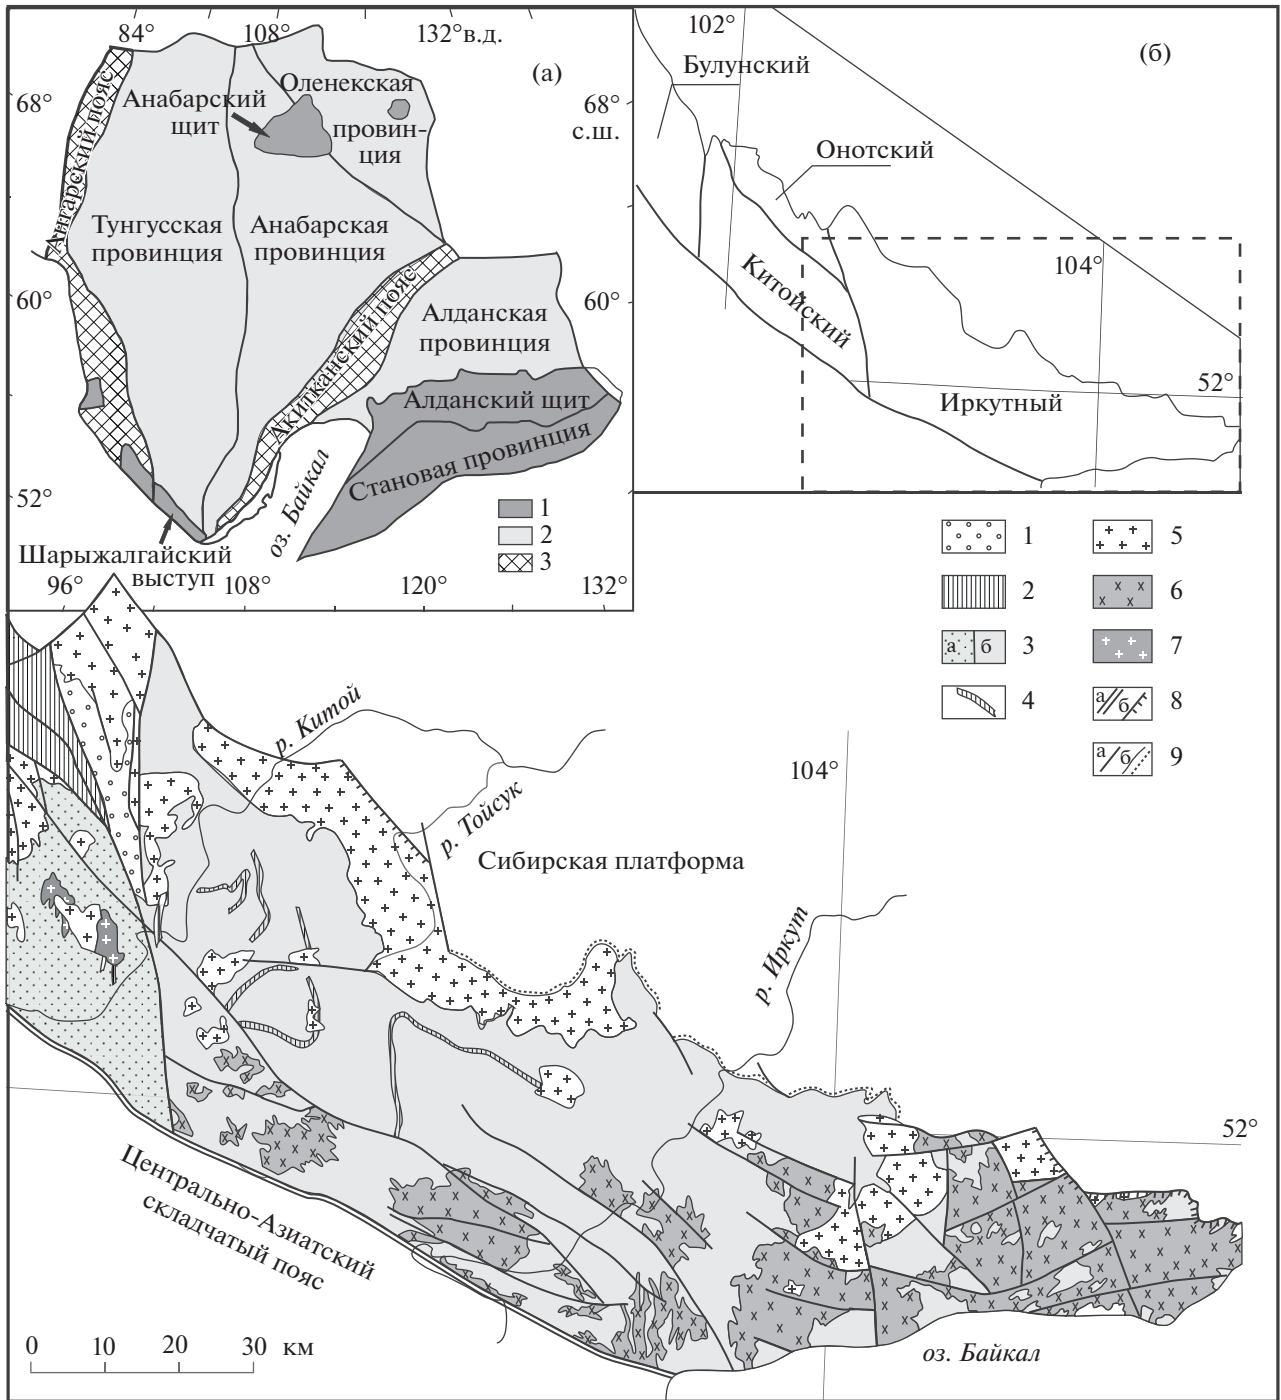 84°
108°
132°в.д.
(а)
68°
60°
52°
Ангарский пояс
Анабарский
щит
Оленекская
провин-
ция
Тунгусская
провинция
Анабарская
провинция
Акитканский пояс
Алданская
провинция
Алданский щит
Становая провинция
оз. Байкал
Шарыжалгайский
выступ
1
2
3
96°
108°
120°
132°
102°
(б)
Булунский
68°
с.ш.
Онотский
104°
60°
Китойский
52°
Иркутный
1
2
а
б
3
4
5
6
7
а
б
8
а
б
9
р. Китой
р. Тойсук
104°
Сибирская платформа
р. Иркут
52°
Центрально-Азиатский
складчатый пояс
0
10
20
30
км
оз. Байкал